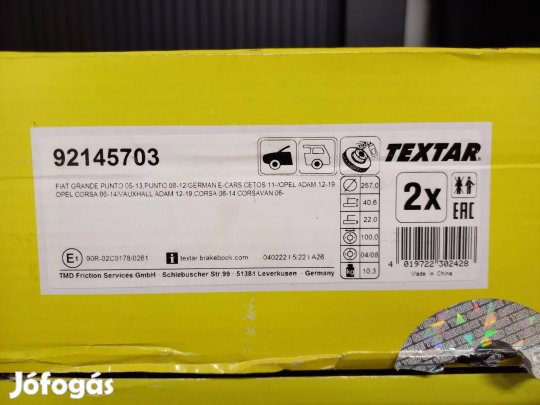 92145703
TEXTAR
FIAT GRANDE PUNTO 05-13,PUNTO 08-12/GERMAN E-CARS CETOS 11-/OPEL ADAM 12-19
OPEL CORSA 06-14/VAUXHALL ADAM 12-19,CORSA 06-14,CORSAVAN 06-
257,0
40,6
22,0
100,0
04/08
kg
10,3
2x
EAC
E1
90R-02C0178/0261
i
textar.brakebook.com
040222 I 5/22 I A26
TMD Friction Services GmbH · Schlebuscher Str.99 · 51381 Leverkusen · Germany
4 019722 302428
Made in China
Jófogás